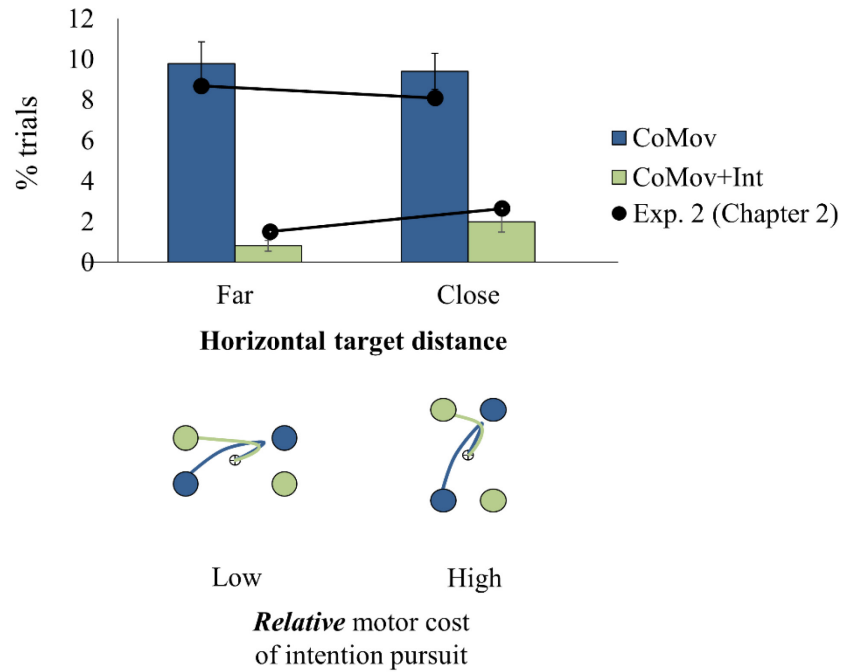 12
10
8
6
4
2
0
% trials
CoMov
CoMov+Int
Exp. 2 (Chapter 2)
Far Close
Horizontal target distance
Low High
Relative motor cost
of intention pursuit